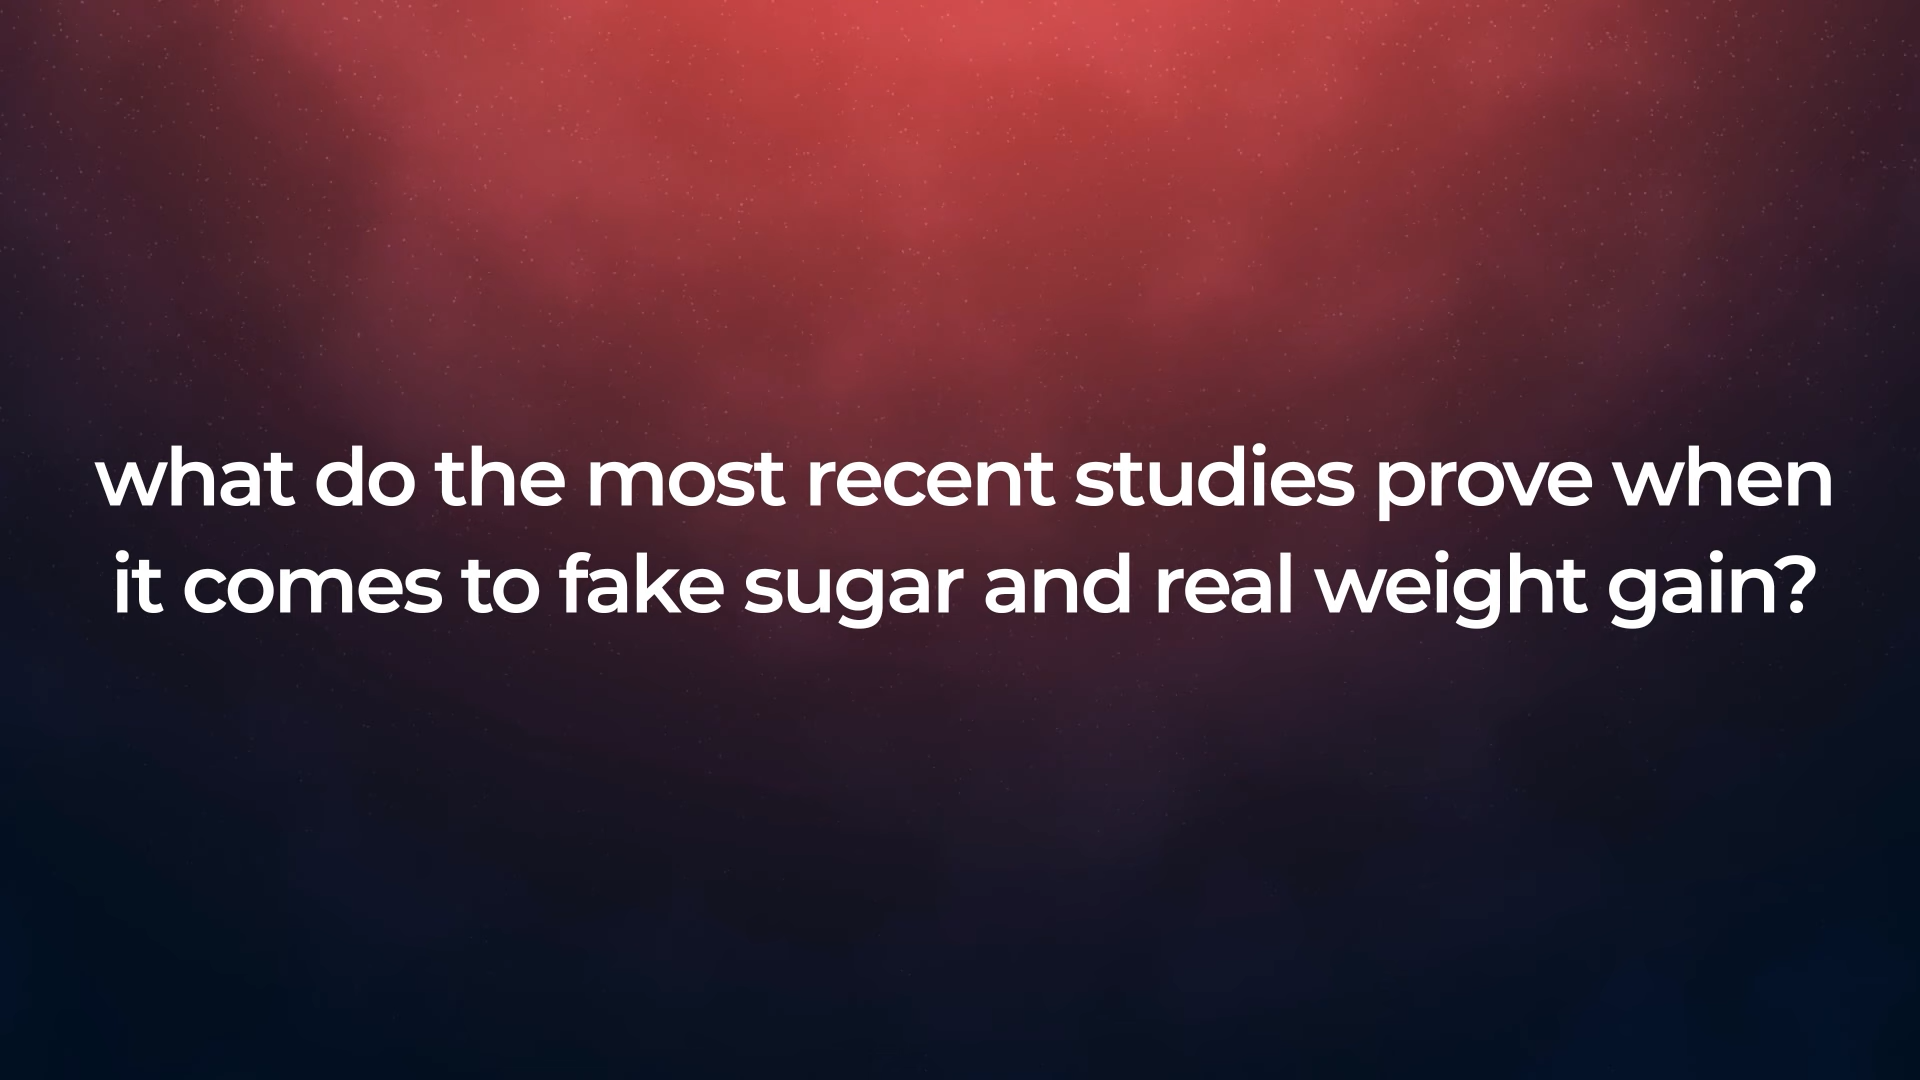 what do the most recent studies prove when
it comes to fake sugar and real weight gain?